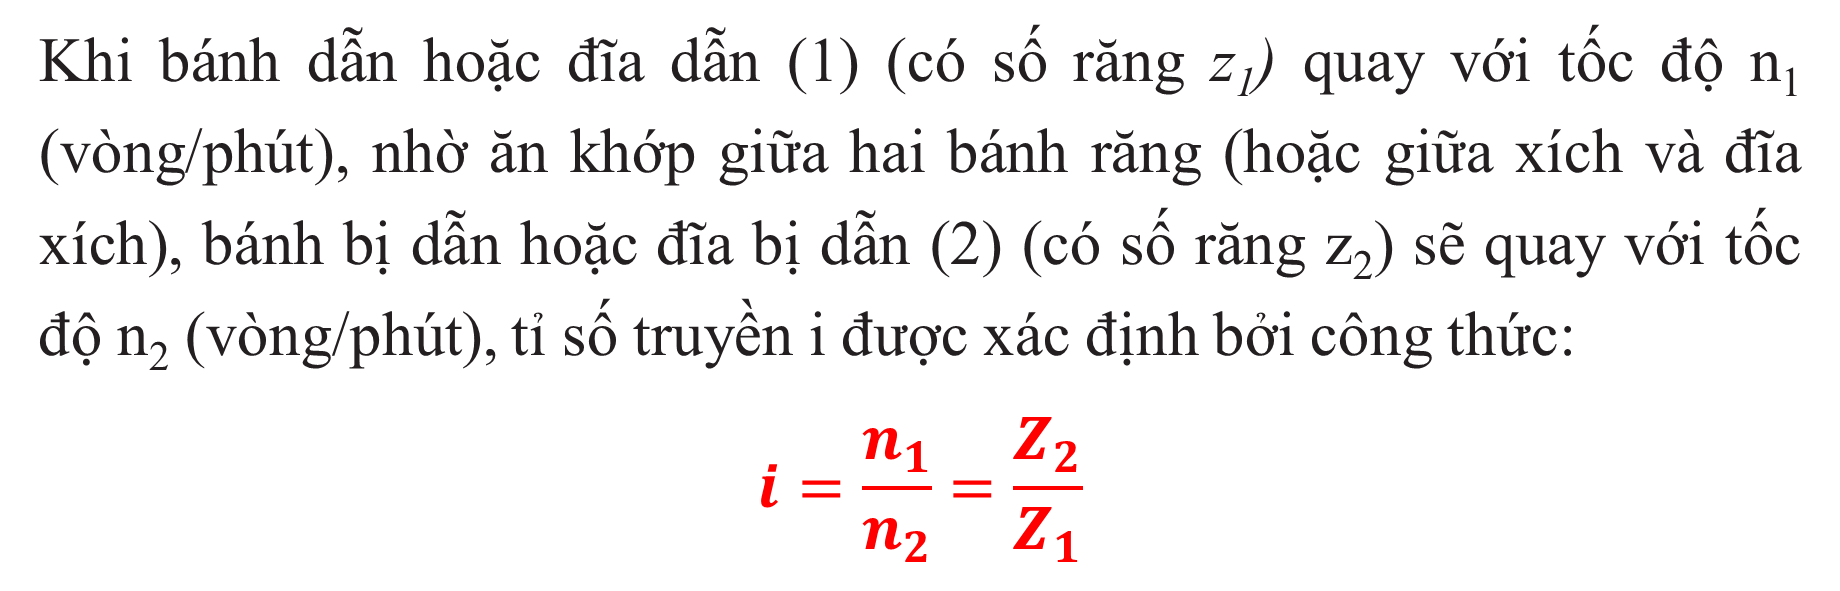 Khi bánh dẫn hoặc đĩa dẫn (1) (có số răng z₁) quay với tốc độ n₁
(vòng/phút), nhờ ăn khớp giữa hai bánh răng (hoặc giữa xích và đĩa
xích), bánh bị dẫn hoặc đĩa bị dẫn (2) (có số răng z₂) sẽ quay với tốc
độ n₂ (vòng/phút), tỉ số truyền i được xác định bởi công thức:
i = n₁/n₂ = Z₂/Z₁